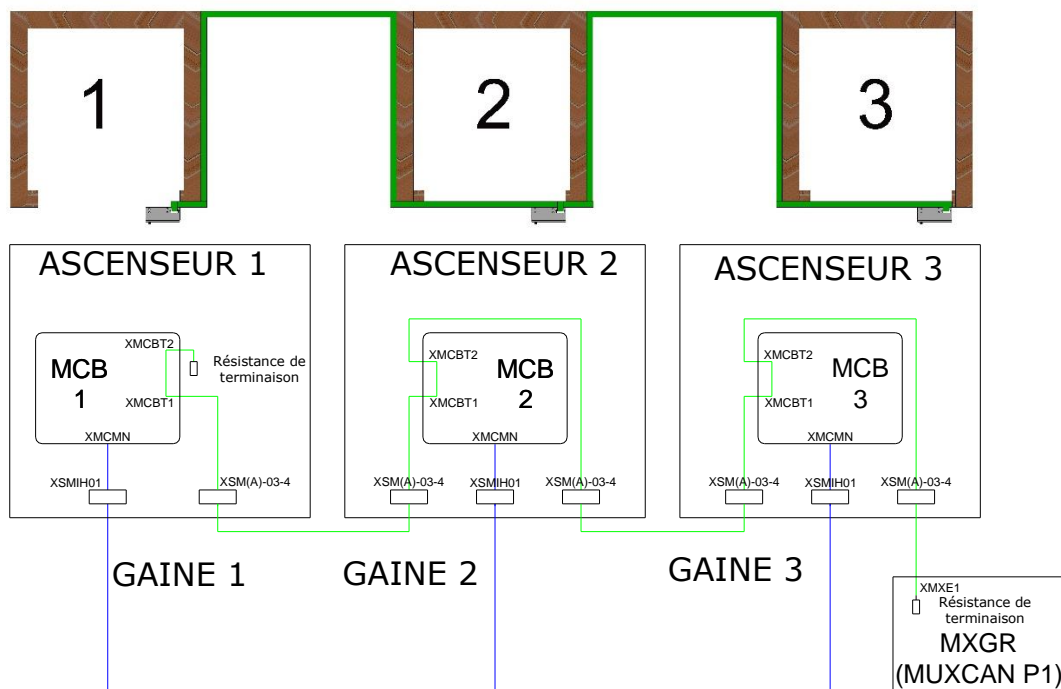 1
2
3
ASCENSEUR 1
XMCBT2
MCB
1
Résistance de
terminaison
XMCBT1
XMCMN
XSMIH01
XSM(A)-03-4
ASCENSEUR 2
XMCBT2
MCB
2
XMCBT1
XMCMN
XSM(A)-03-4
XSMIH01
XSM(A)-03-4
ASCENSEUR 3
XMCBT2
MCB
3
XMCBT1
XMCMN
XSM(A)-03-4
XSMIH01
XSM(A)-03-4
GAINE 1
GAINE 2
GAINE 3
XMXE1
Résistance de
terminaison
MXGR
(MUXCAN P1)